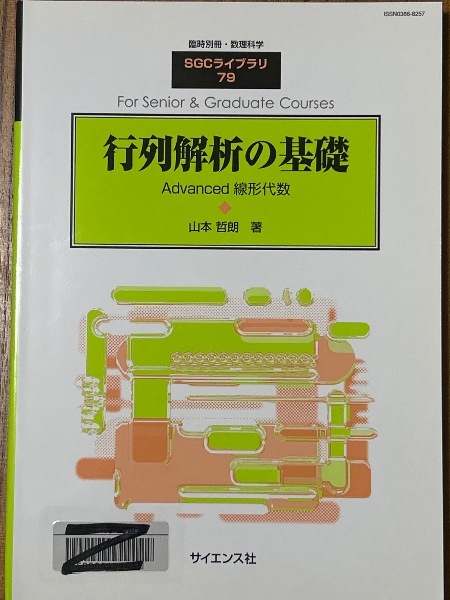 ISSN0386-8257
臨時別冊・数理科学
SGCライブラリ
79
For Senior & Graduate Courses
行列解析の基礎
Advanced 線形代数
山本 哲朗 著
サイエンス社